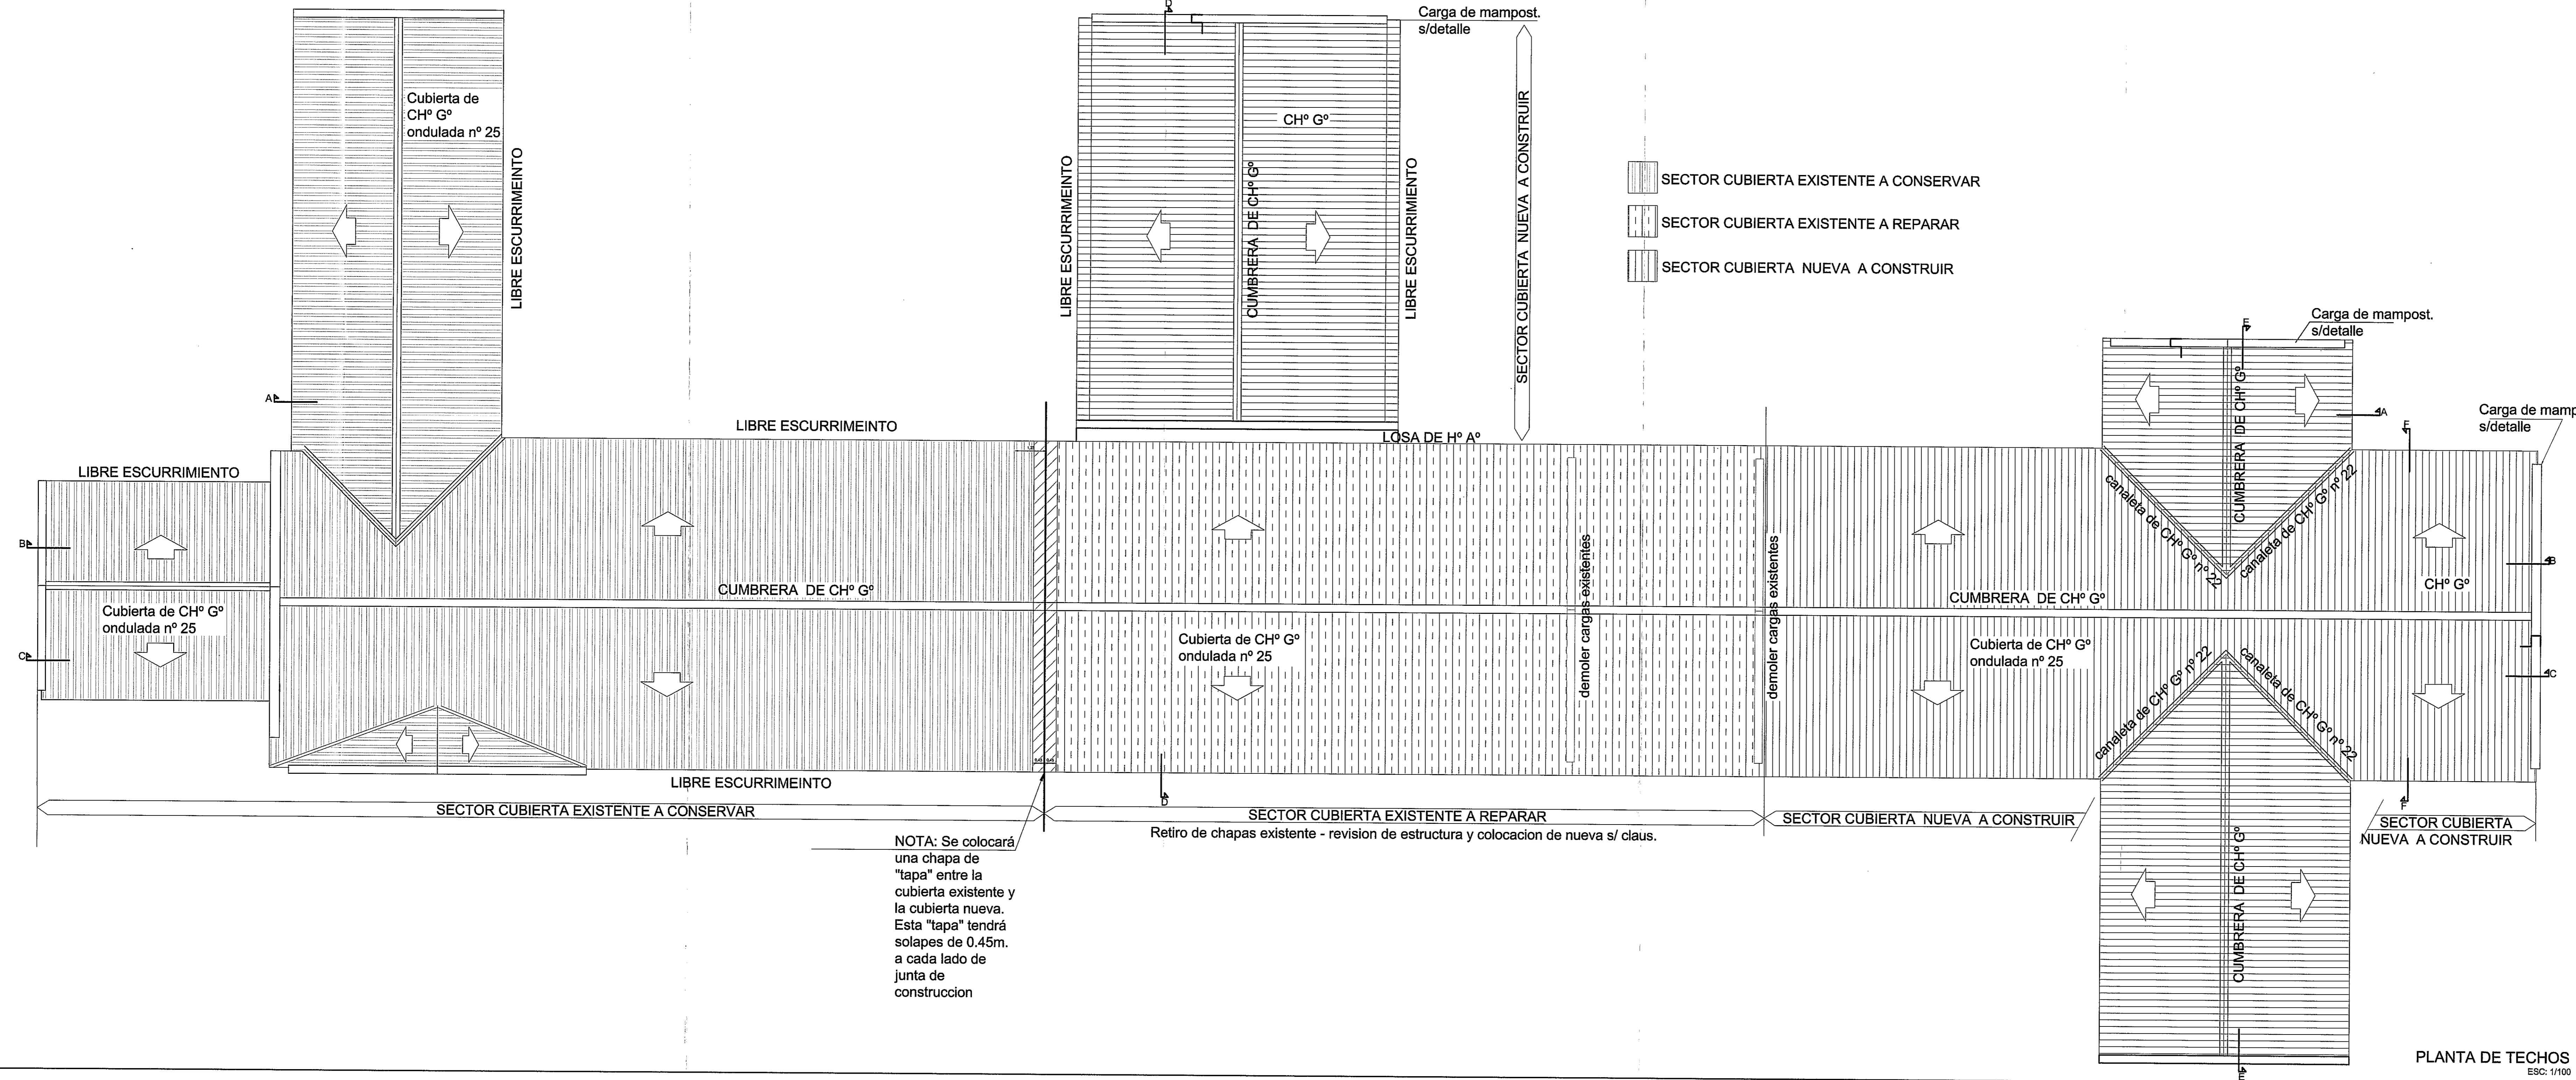 D
Carga de mampost.
s/detalle
Cubierta de
CHº Gº
ondulada nº 25
LIBRE ESCURRIMEINTO
LIBRE ESCURRIMEINTO
CHº Gº
CUMBRERA DE CHº Gº
LIBRE ESCURRIMEINTO
SECTOR CUBIERTA NUEVA A CONSTRUIR
SECTOR CUBIERTA EXISTENTE A CONSERVAR
SECTOR CUBIERTA EXISTENTE A REPARAR
SECTOR CUBIERTA NUEVA A CONSTRUIR
Carga de mampost.
s/detalle
E
CUMBRERA DE CHº Gº
A
A
F
Carga de mamp
s/detalle
LIBRE ESCURRIMEINTO
LOSA DE Hº Aº
LIBRE ESCURRIMIENTO
canaleta de CHº Gº nº 22
canaleta de CHº Gº nº 22
B
B
CHº Gº
demoler cargas existentes
demoler cargas existentes
CUMBRERA DE CHº Gº
CUMBRERA DE CHº Gº
Cubierta de CHº Gº
ondulada nº 25
Cubierta de CHº Gº
ondulada nº 25
Cubierta de CHº Gº
ondulada nº 25
C
C
canaleta de CHº Gº nº 22
canaleta de CHº Gº nº 22
LIBRE ESCURRIMEINTO
D
F
SECTOR CUBIERTA EXISTENTE A CONSERVAR
SECTOR CUBIERTA EXISTENTE A REPARAR
Retiro de chapas existente - revision de estructura y colocacion de nueva s/ claus.
SECTOR CUBIERTA NUEVA A CONSTRUIR
SECTOR CUBIERTA
NUEVA A CONSTRUIR
NOTA: Se colocará
una chapa de
"tapa" entre la
cubierta existente y
la cubierta nueva.
Esta "tapa" tendrá
solapes de 0.45m.
a cada lado de
junta de
construccion
CUMBRERA DE CHº Gº
E
PLANTA DE TECHOS
ESC: 1/100